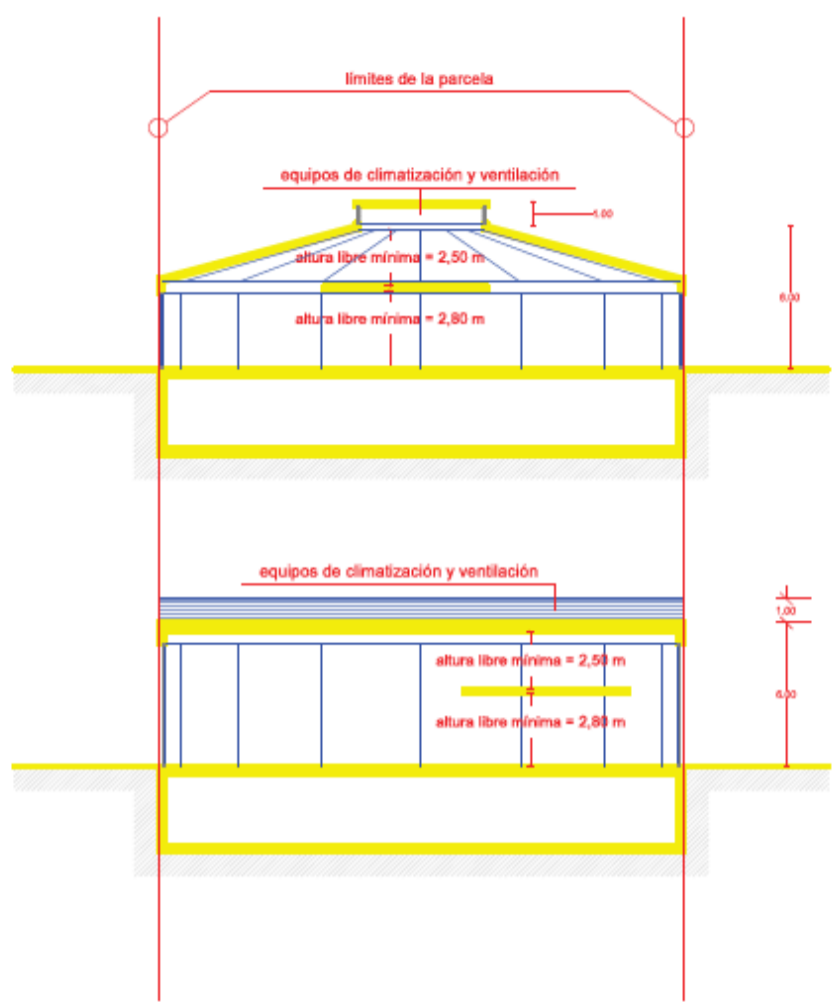 límites de la parcela
equipos de climatización y ventilación
1.00
altura libre mínima = 2,50 m
6.00
altura libre mínima = 2,80 m
equipos de climatización y ventilación
1,00
altura libre mínima = 2,50 m
6.00
altura libre mínima = 2,80 m